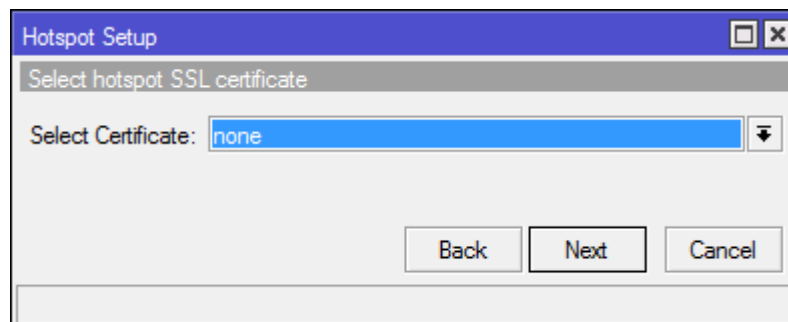 Hotspot Setup
Select hotspot SSL certificate
Select Certificate: none
Back Next Cancel